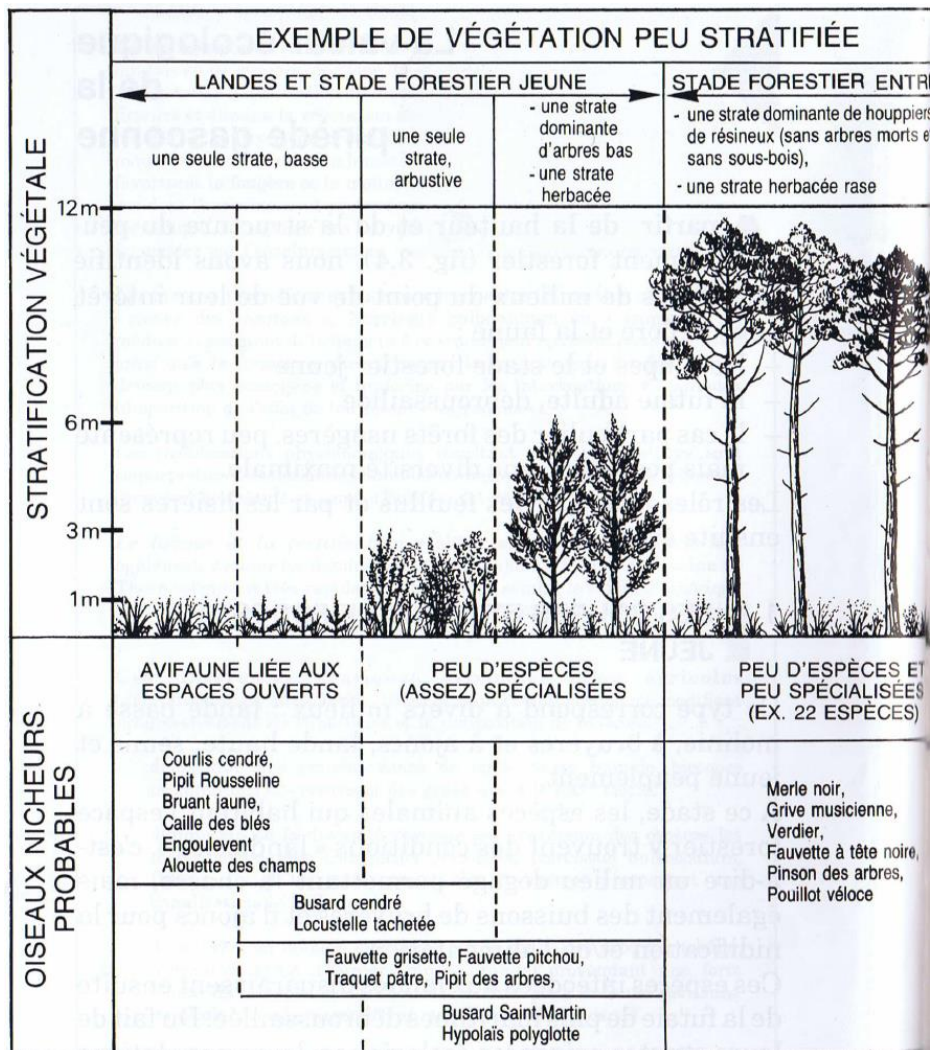 EXEMPLE DE VÉGÉTATION PEU STRATIFIÉE
LANDES ET STADE FORESTIER JEUNE
STADE FORESTIER ENTR
une seule strate, basse
une seule
strate,
arbustive
- une strate
dominante
d'arbres bas
- une strate
herbacée
- une strate dominante de houppiers
de résineux (sans arbres morts e
sans sous-bois),
- une strate herbacée rase
STRATIFICATION VÉGÉTALE
12m
6m
3m
1m
OISEAUX NICHEURS
PROBABLES
AVIFAUNE LIÉE AUX
ESPACES OUVERTS
PEU D'ESPÈCES
(ASSEZ) SPÉCIALISÉES
PEU D'ESPÈCES ET
PEU SPÉCIALISÉES
(EX. 22 ESPÈCES)
Courlis cendré,
Pipit Rousseline
Bruant jaune,
Caille des blés,
Engoulevent
Alouette des champs
Busard cendré
Locustelle tachetée
Fauvette grisette, Fauvette pitchou,
Traquet pâtre Pipit des arbres,
Busard Saint-Martin
Hypolaïs polyglotte
Merle noir,
Grive musicienne,
Verdier,
Fauvette à tête noire,
Pinson des arbres,
Pouillot véloce